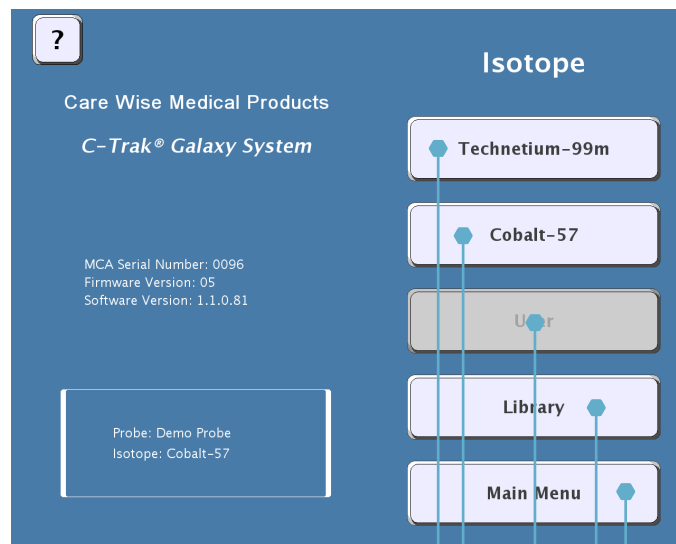 ?
Isotope
Care Wise Medical Products
C-Trak® Galaxy System
Technetium-99m
Cobalt-57
MCA Serial Number: 0096
Firmware Version: 05
Software Version: 1.1.0.81
Library
Probe: Demo Probe
Isotope: Cobalt-57
Main Menu